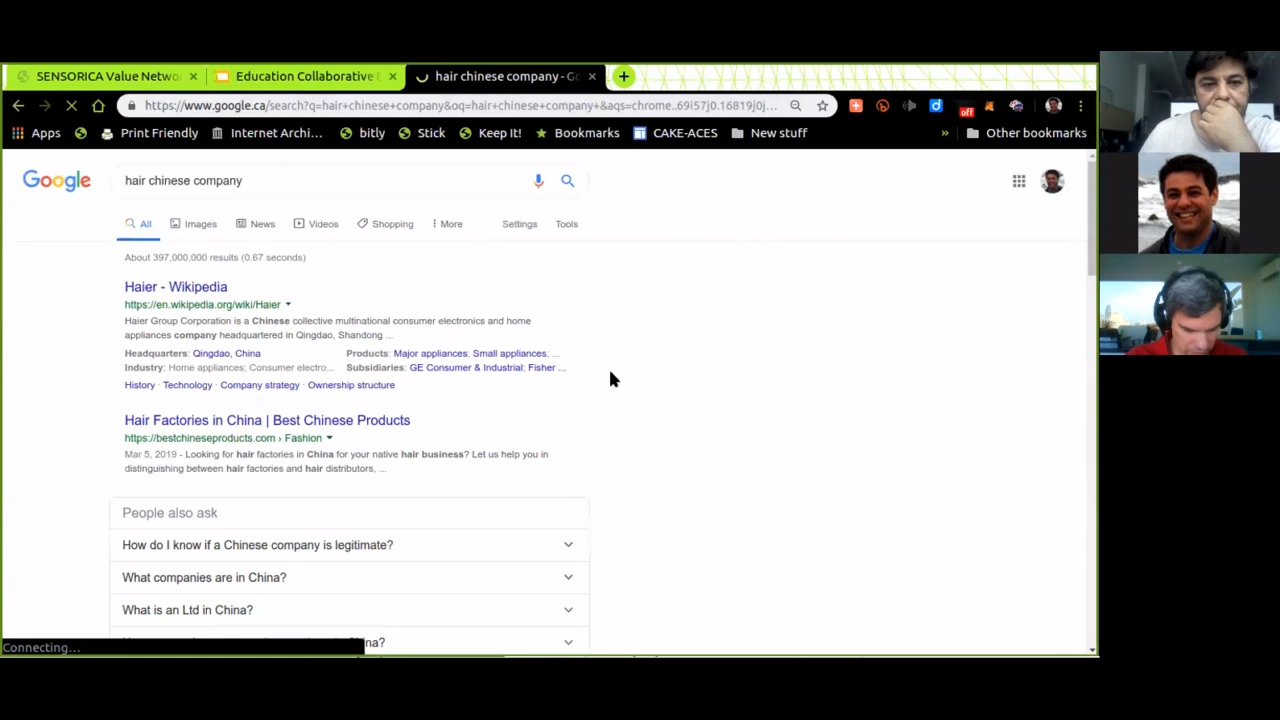 SENSORICA Value Netwo
Education Collaborative E
hair chinese company - Go
https://www.google.ca/search?q=hair+chinese+company&oq=hair+chinese+company+&aqs=chrome..69i57j0.16819j0j...
off
Apps
Print Friendly
Internet Archi...
bitly
Stick
Keep It!
Bookmarks
CAKE-ACES
New stuff
»
Other bookmarks
Google
hair chinese company
All
Images
News
Videos
Shopping
More
Settings
Tools
About 397,000,000 results (0.67 seconds)
Haier - Wikipedia
https://en.wikipedia.org/wiki/Haier
Haier Group Corporation is a Chinese collective multinational consumer electronics and home
appliances company headquartered in Qingdao, Shandong ...
Headquarters: Qingdao, China
Products: Major appliances; Small appliances; ...
Industry: Home appliances; Consumer electro...
Subsidiaries: GE Consumer & Industrial; Fisher ...
History · Technology · Company strategy · Ownership structure
Hair Factories in China | Best Chinese Products
https://bestchineseproducts.com › Fashion
Mar 5, 2019 - Looking for hair factories in China for your native hair business? Let us help you in
distinguishing between hair factories and hair distributors, ...
People also ask
How do I know if a Chinese company is legitimate?
What companies are in China?
What is an Ltd in China?
na?
Connecting...